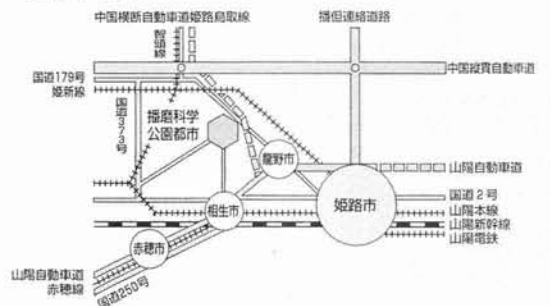 中国横断自動車道姫路鳥取線
播但連絡道路
智頭線
国道179号
姫新線
中国縦貫自動車道
国道373号
播磨科学
公園都市
龍野市
山陽自動車道
姫路市
国道2号
相生市
山陽本線
山陽新幹線
山陽電鉄
赤穂市
山陽自動車道
赤穂線
国道250号